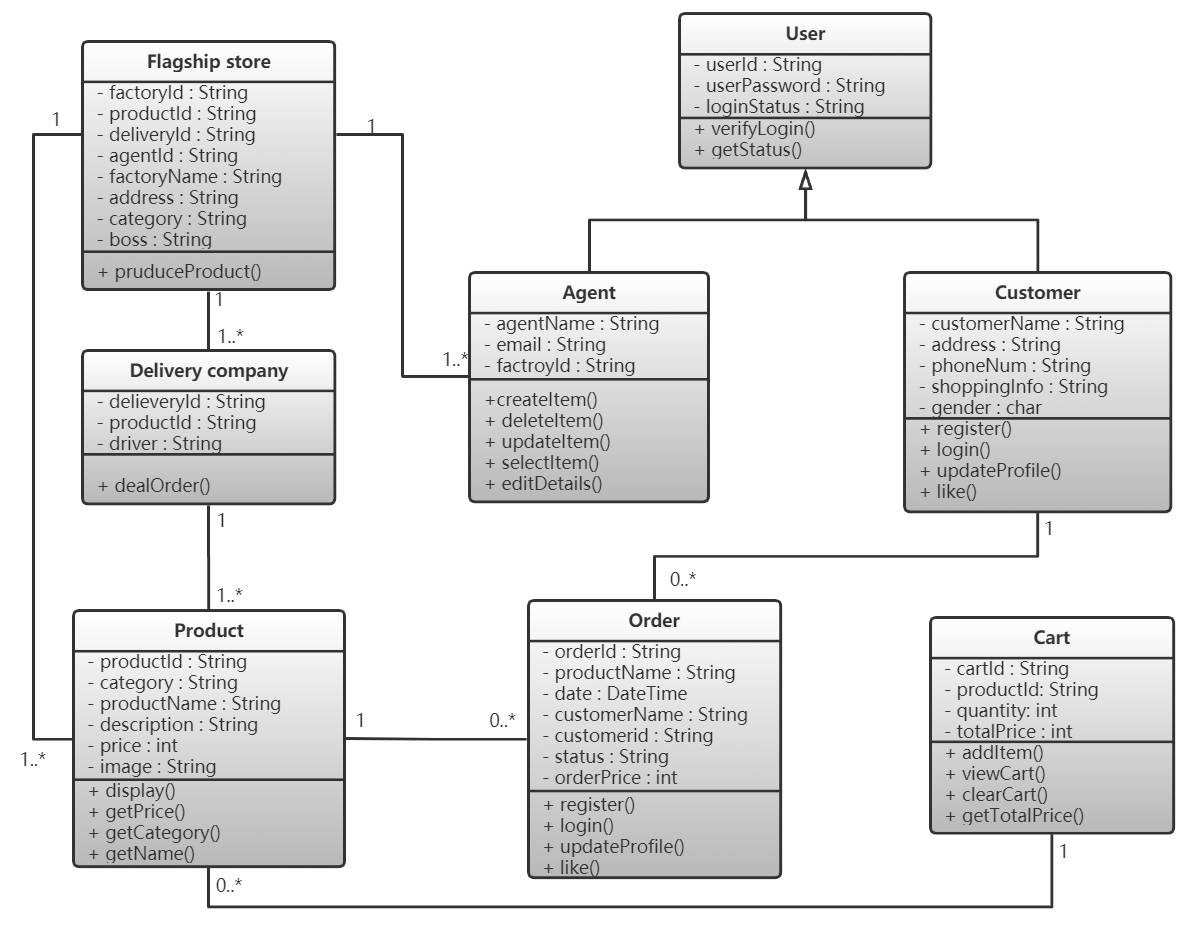 Flagship store
- factoryId : String
- productId : String
- deliveryId : String
- agentId : String
- factoryName : String
- address : String
- category : String
- boss : String
+ pruduceProduct()
1
1
1
1..*
User
- userId : String
- userPassword : String
- loginStatus : String
+ verifyLogin()
+ getStatus()
Agent
- agentName : String
- email : String
- factroyId : String
+createItem()
+ deleteItem()
+ updateItem()
+ selectItem()
+ editDetails()
1..*
Customer
- customerName : String
- address : String
- phoneNum : String
- shoppingInfo : String
- gender : char
+ register()
+ login()
+ updateProfile()
+ like()
1
0..*
Delivery company
- delieveryId : String
- productId : String
- driver : String
+ dealOrder()
1
1..*
Product
- productId : String
- category : String
- productName : String
- description : String
- price : int
- image : String
+ display()
+ getPrice()
+ getCategory()
+ getName()
1..*
1
0..*
0..*
Order
- orderId : String
- productName : String
- date : DateTime
- customerName : String
- customerid : String
- status : String
- orderPrice : int
+ register()
+ login()
+ updateProfile()
+ like()
Cart
- cartId : String
- productId: String
- quantity: int
- totalPrice : int
+ addItem()
+ viewCart()
+ clearCart()
+ getTotalPrice()
1